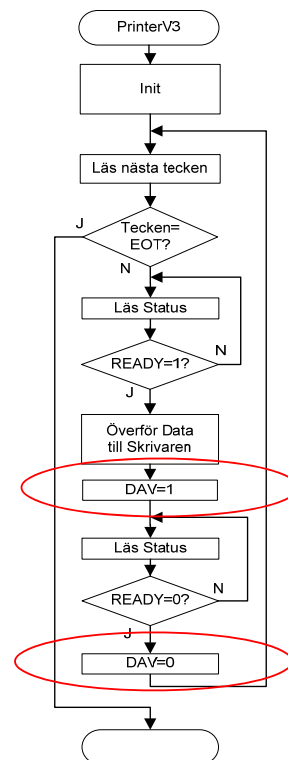 PrinterV3
Init
Läs nästa tecken
J
Tecken=
EOT?
N
Läs Status
READY=1?
N
J
Överför Data
till Skrivaren
DAV=1
Läs Status
READY=0?
N
J
DAV=0